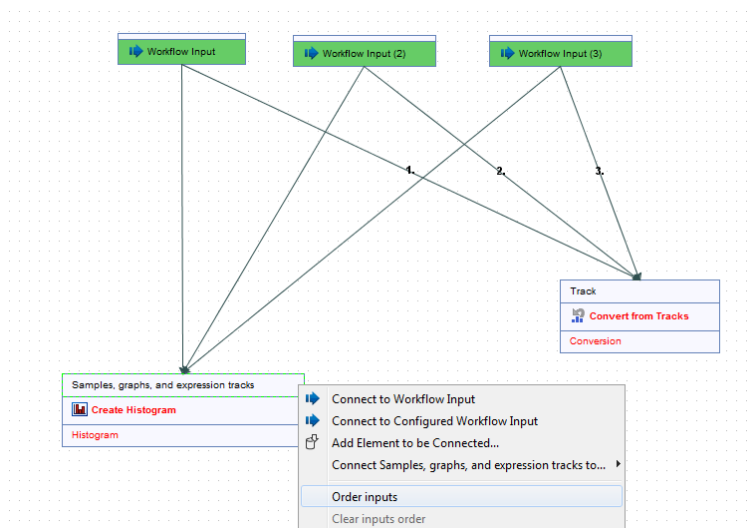 Workflow Input
Workflow Input (2)
Workflow Input (3)
1.
2.
3.
Track
Convert from Tracks
Conversion
Samples, graphs, and expression tracks
Create Histogram
Histogram
Connect to Workflow Input
Connect to Configured Workflow Input
Add Element to be Connected...
Connect Samples, graphs, and expression tracks to...
Order inputs
Clear inputs order